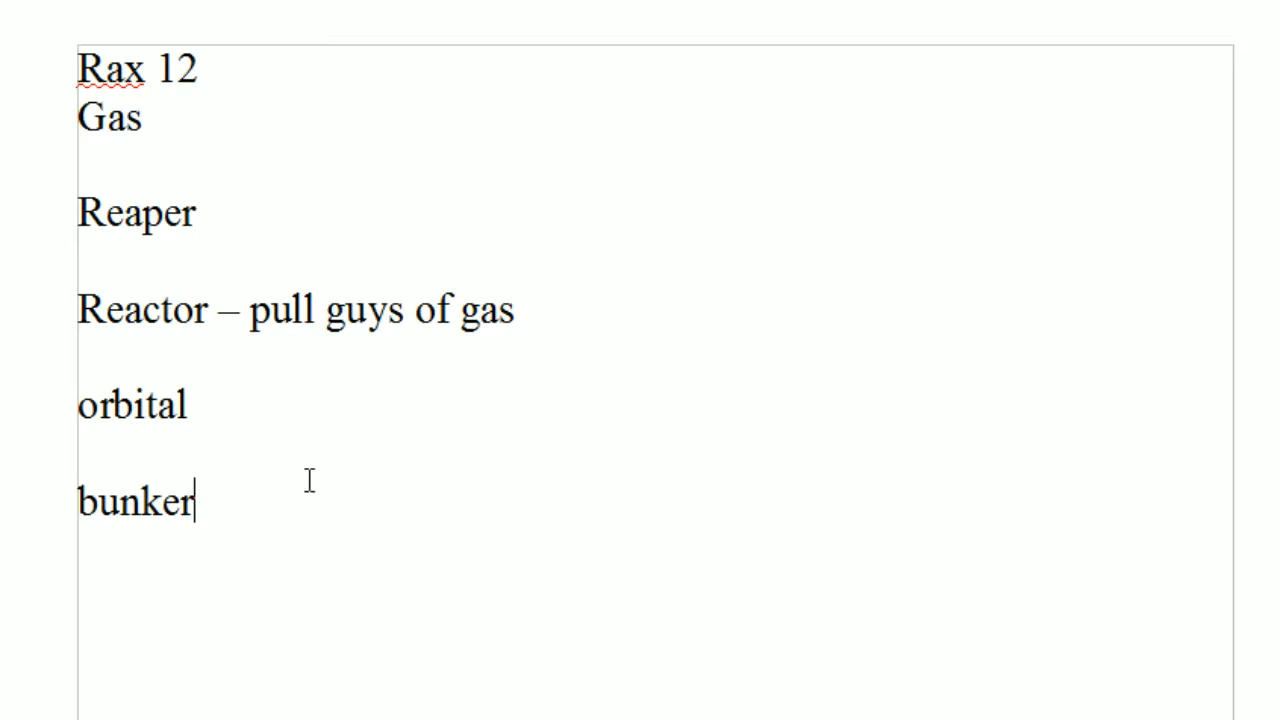 Rax 12
Gas
Reaper
Reactor – pull guys of gas
orbital
bunker